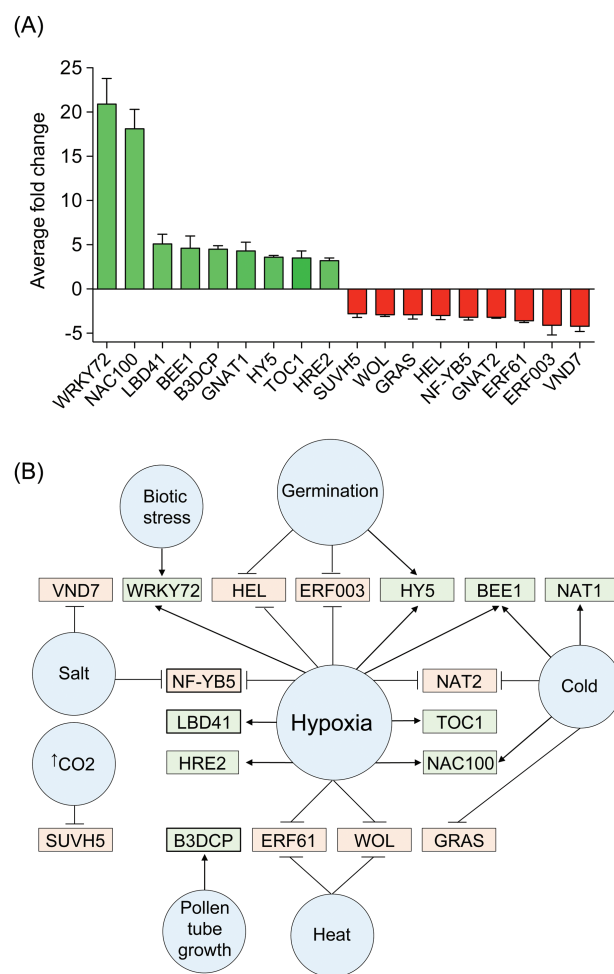 (A)
Average fold change
25
20
15
10
5
0
-5
WRKY72
NAC100
LBD41
BEE1
B3DCP
GNAT1
HY5
TOC1
HRE2
SUVH5
WOL
GRAS
HEL
NF-YB5
GNAT2
ERF61
ERF003
VND7
(B)
Biotic
stress
Germination
VND7
WRKY72
HEL
ERF003
HY5
BEE1
NAT1
Salt
NF-YB5
Hypoxia
NAT2
Cold
LBD41
TOC1
↑CO2
HRE2
NAC100
SUVH5
B3DCP
ERF61
WOL
GRAS
Pollen
tube
growth
Heat